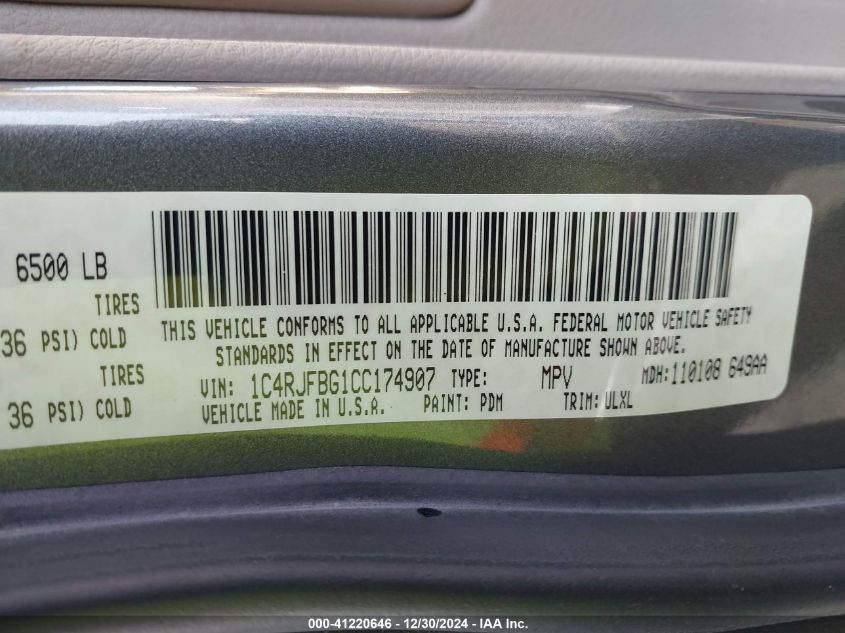 6500 LB
TIRES
36 PSI) COLD
TIRES
36 PSI) COLD
THIS VEHICLE CONFORMS TO ALL APPLICABLE U.S.A. FEDERAL MOTOR VEHICLE SAFETY
STANDARDS IN EFFECT ON THE DATE OF MANUFACTURE SHOWN ABOVE.
VIN: 1C4RJFBG1CC174907 TYPE: MPV MDH:110108 649AA
VEHICLE MADE IN U.S.A. PAINT: PDM TRIM: ULXL
000-41220646 - 12/30/2024 - IAA Inc.